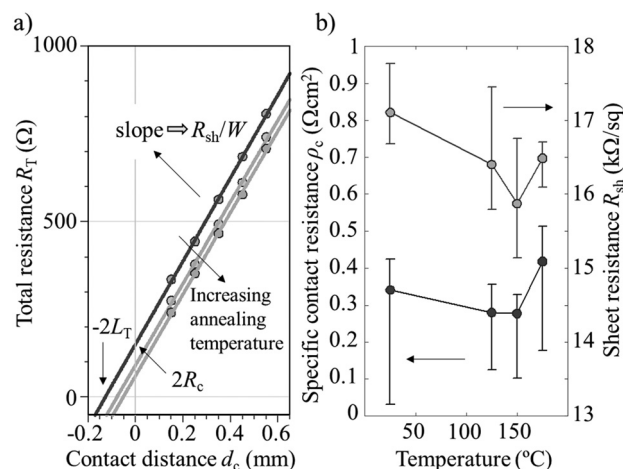 a)
1000
500
0
Total resistance R_T
(Ω)
slope ⇒ R_sh/W
Increasing
annealing
temperature
-2L_T
2R_c
-0.2 0 0.2 0.4 0.6
Contact distance d_c (mm)
b)
1
0.9
0.8
0.7
0.6
0.5
0.4
0.3
0.2
0.1
0
Specific contact resistance ρ_c (Ωcm²)
18
17
16
15
14
13
Sheet resistance R_sh (kΩ/sq)
50 100 150
Temperature (ºC)